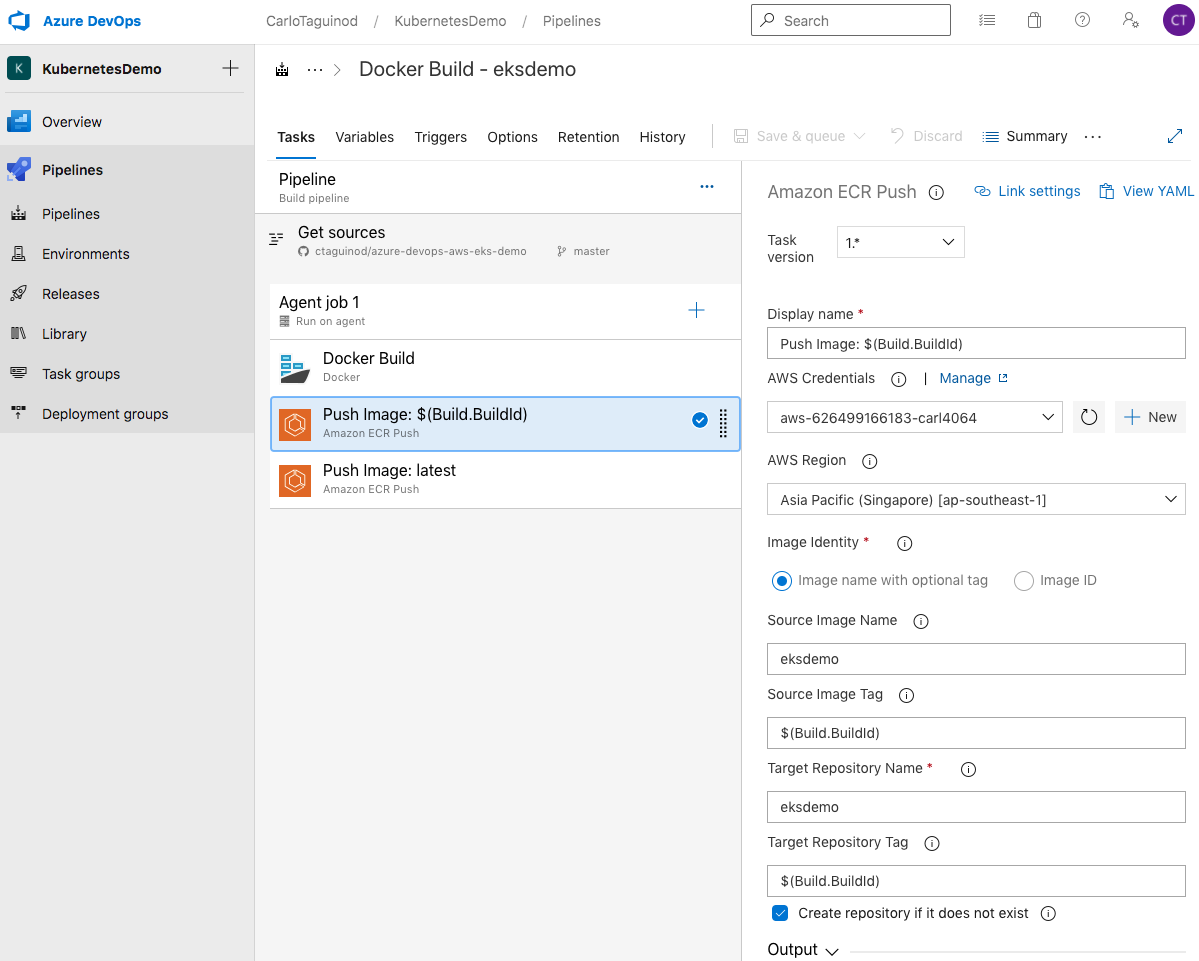 Azure DevOps
CarloTaguinod / KubernetesDemo / Pipelines
Search
CT
K KubernetesDemo
Overview
Pipelines
Pipelines
Environments
Releases
Library
Task groups
Deployment groups
Docker Build - eksdemo
Tasks Variables Triggers Options Retention History
Save & queue Discard Summary
Pipeline
Build pipeline
Get sources
ctaguinod/azure-devops-aws-eks-demo master
Agent job 1
Run on agent
Docker Build
Docker
Push Image: $(Build.BuildId)
Amazon ECR Push
Push Image: latest
Amazon ECR Push
Amazon ECR Push Link settings View YAML
Task
version
1.*
Display name *
Push Image: $(Build.BuildId)
AWS Credentials | Manage
aws-626499166183-carl4064
New
AWS Region
Asia Pacific (Singapore) [ap-southeast-1]
Image Identity *
Image name with optional tag Image ID
Source Image Name
eksdemo
Source Image Tag
$(Build.BuildId)
Target Repository Name *
eksdemo
Target Repository Tag
$(Build.BuildId)
Create repository if it does not exist
Output